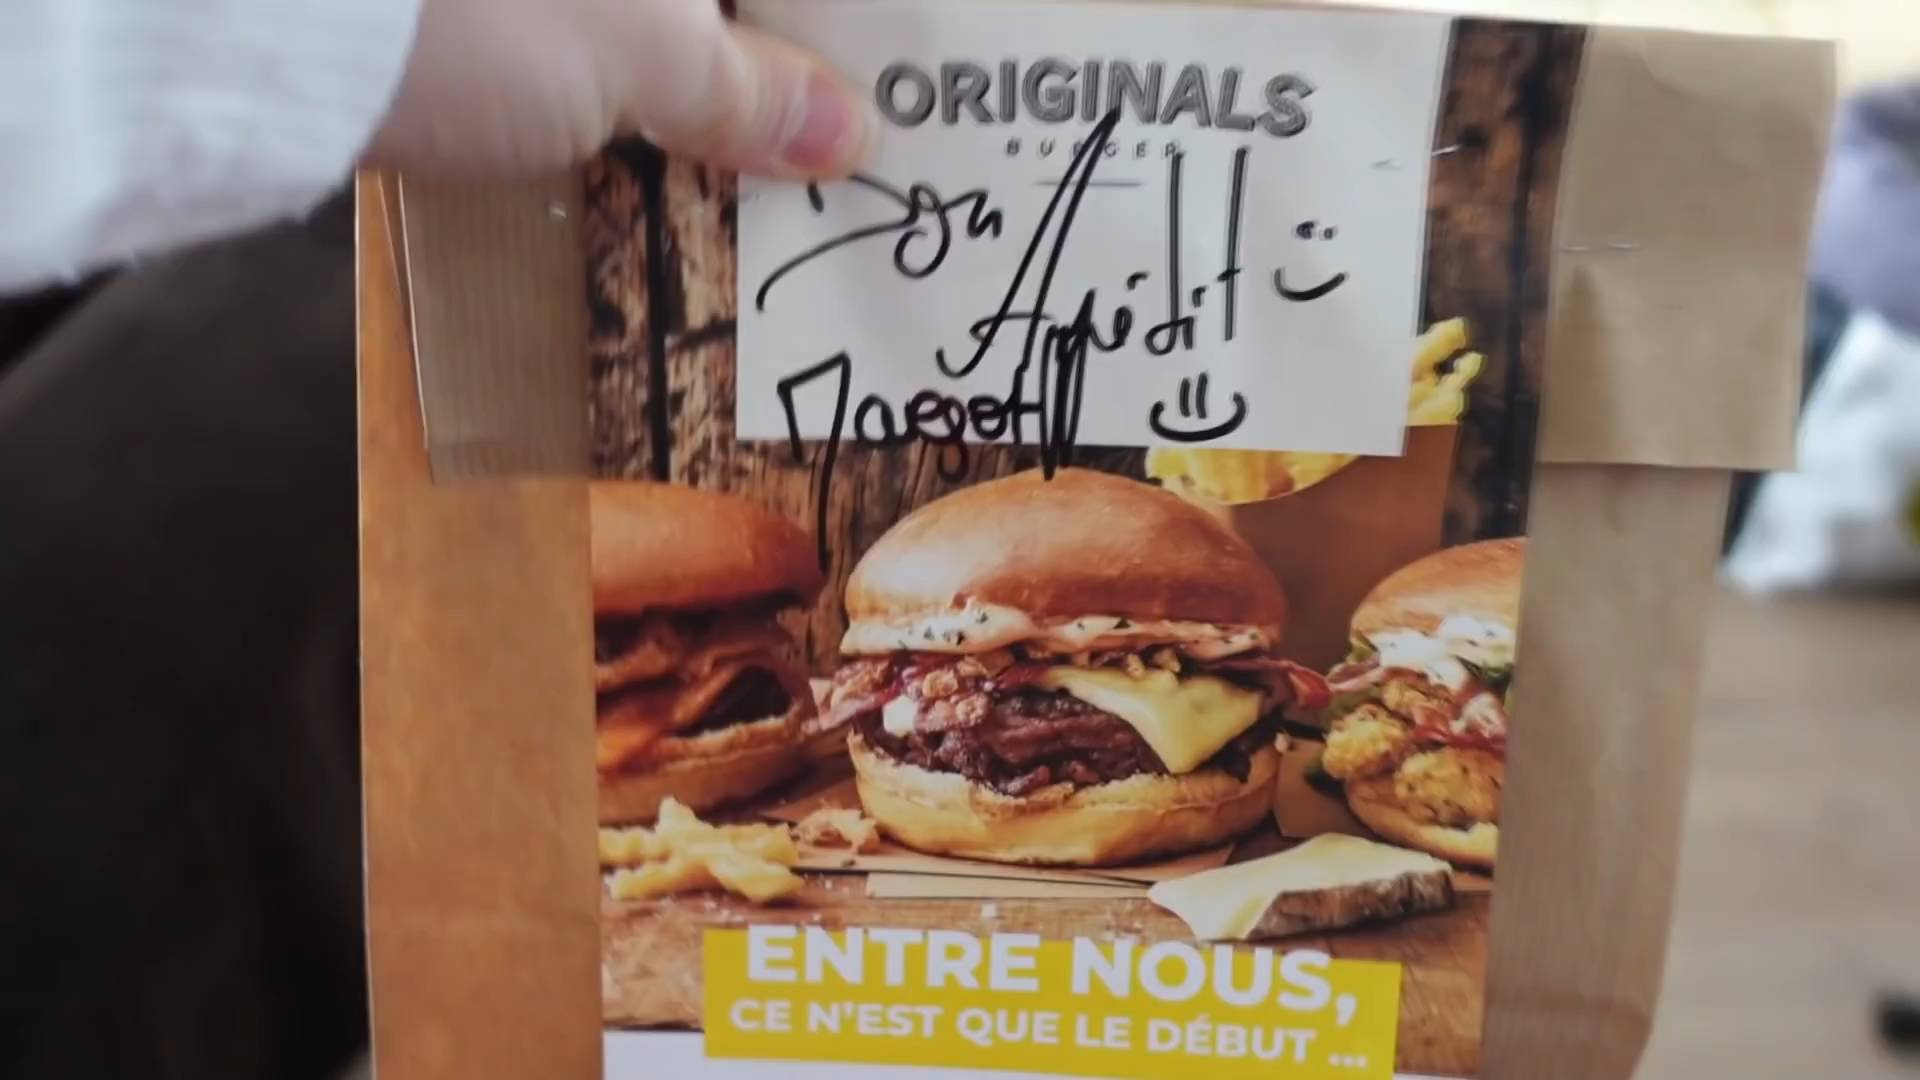 ORIGINALS
BURGER
Bon
Appétit
Margot
ENTRE NOUS,
CE N'EST QUE LE DÉBUT ...